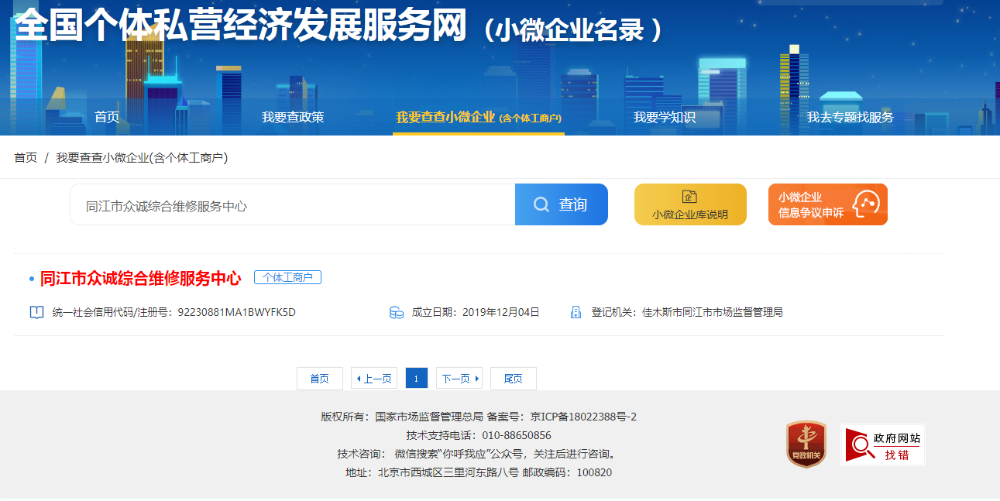 全国个体私营经济发展服务网（小微企业名录）
首页 我要查政策 我要查查小微企业 (含个体工商户) 我要学知识 我去专题找服务
首页 / 我要查查小微企业(含个体工商户)
同江市众诚综合维修服务中心 查询
企
小微企业库说明
小微企业
信息争议申诉
同江市众诚综合维修服务中心 个体工商户
统一社会信用代码/注册号：92230881MA1BWYFK5D 成立日期：2019年12月04日 登记机关：佳木斯市同江市市场监督管理局
首页 上一页 1 下一页 尾页
版权所有：国家市场监督管理总局 备案号：京ICP备18022388号-2
技术支持电话：010-88650856
技术咨询： 微信搜索“你呼我应”公众号，关注后进行咨询。
地址：北京市西城区三里河东路八号 邮政编码：100820
党政机关
政府网站
找错